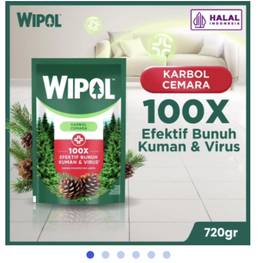 WIPOL
HALAL
INDONESIA
KARBOL
CEMARA
100X
Efektif Bunuh
Kuman & Virus
WIPOL
KARBOL
CEMARA
100X
EFEKTIF BUNUH
KUMAN & VIRUS
720gr